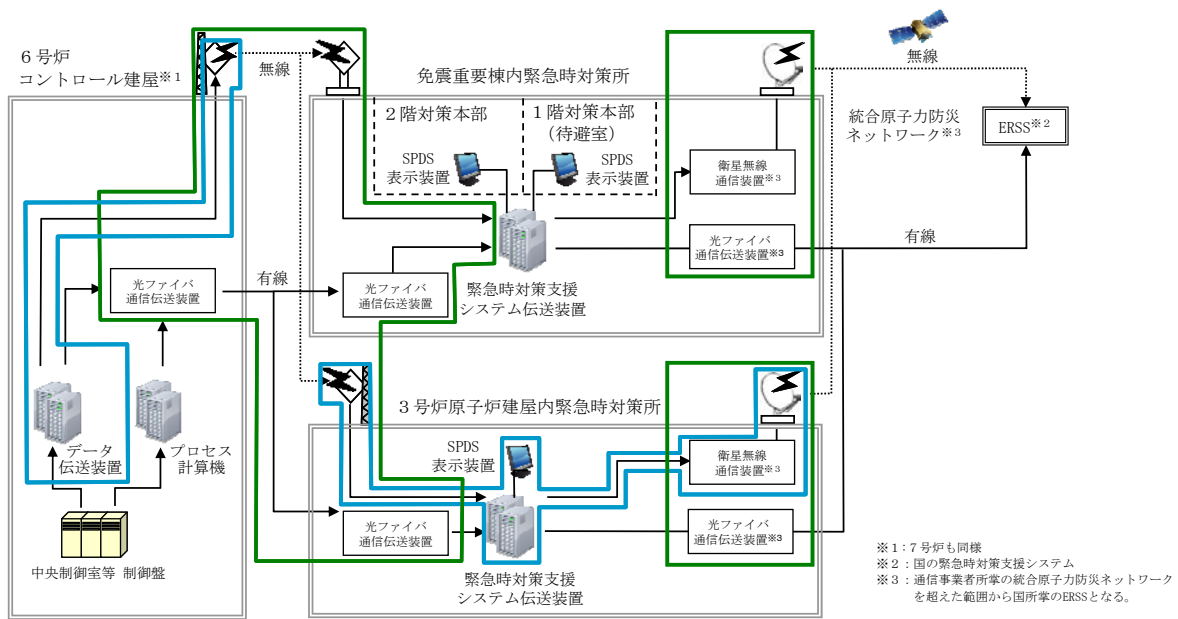 6号炉
コントロール建屋※1
無線
免震重要棟内緊急時対策所
無線
2階対策本部
1階対策本部
(待避室)
SPDS
表示装置
SPDS
表示装置
衛星無線
通信装置※3
統合原子力防災
ネットワーク※3
ERSS※2
光ファイバ
通信伝送装置※3
有線
光ファイバ
通信伝送装置
有線
光ファイバ
通信伝送装置
緊急時対策支援
システム伝送装置
3号炉原子炉建屋内緊急時対策所
データ
伝送装置
プロセス
計算機
SPDS
表示装置
衛星無線
通信装置※3
光ファイバ
通信伝送装置
光ファイバ
通信伝送装置※3
中央制御室等 制御盤
緊急時対策支援
システム伝送装置
※1:7号炉も同様
※2:国の緊急時対策支援システム
※3:通信事業者所掌の統合原子力防災ネットワーク
を超えた範囲から国所掌のERSSとなる。